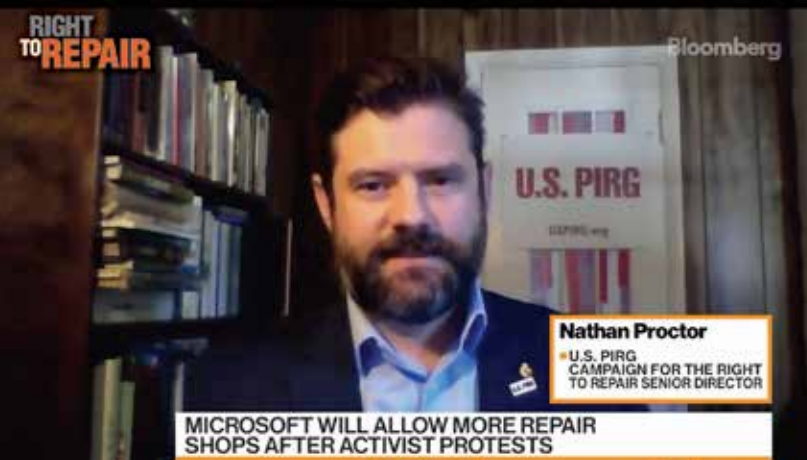 RIGHT
TO REPAIR
Bloomberg
U.S. PIRG
Nathan Proctor
U.S. PIRG
CAMPAIGN FOR THE RIGHT
TO REPAIR SENIOR DIRECTOR
MICROSOFT WILL ALLOW MORE REPAIR
SHOPS AFTER ACTIVIST PROTESTS